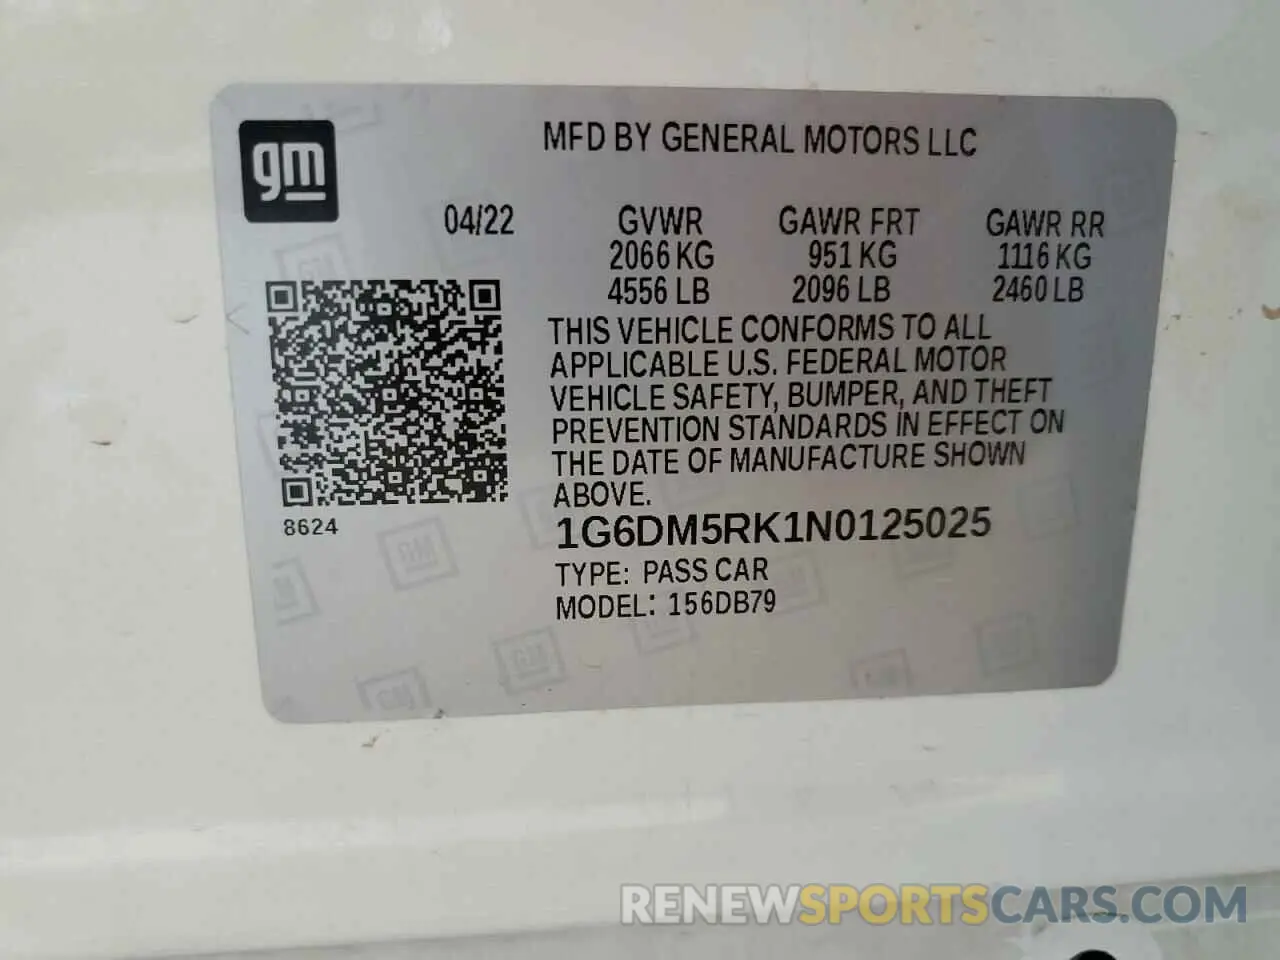 MFD BY GENERAL MOTORS LLC
gm
04/22 GVWR GAWR FRT GAWR RR
2066 KG 951 KG 1116 KG
4556 LB 2096 LB 2460 LB
THIS VEHICLE CONFORMS TO ALL
APPLICABLE U.S. FEDERAL MOTOR
VEHICLE SAFETY, BUMPER, AND THEFT
PREVENTION STANDARDS IN EFFECT ON
THE DATE OF MANUFACTURE SHOWN
ABOVE.
8624
1G6DM5RK1N0125025
TYPE: PASS CAR
MODEL: 156DB79
RENEWSPORTSCARS.COM